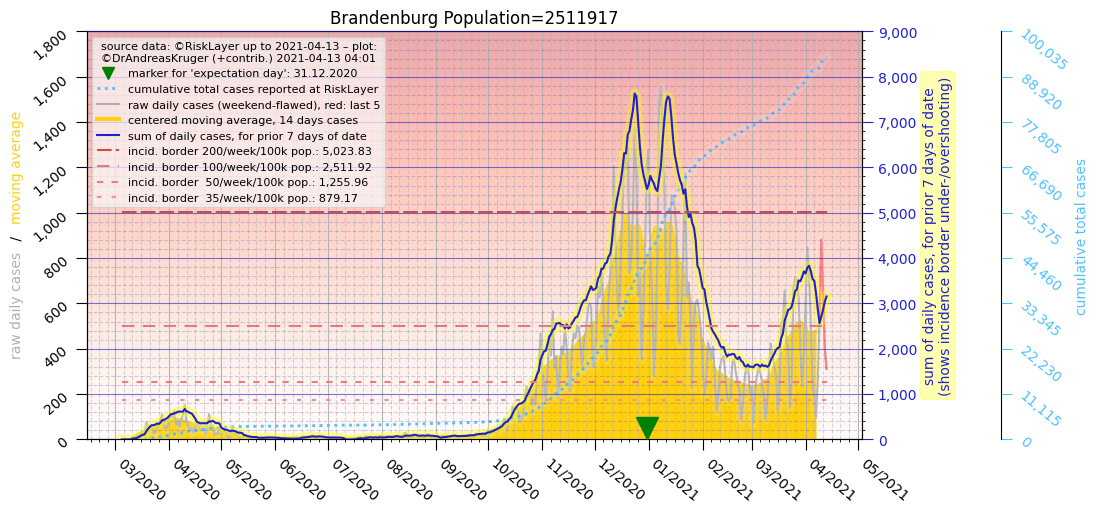 Brandenburg Population=2511917
source data: ©RiskLayer up to 2021-04-13 – plot:
©DrAndreasKruger (+contrib.) 2021-04-13 04:01
marker for 'expectation day': 31.12.2020
cumulative total cases reported at RiskLayer
raw daily cases (weekend-flawed), red: last 5
centered moving average, 14 days cases
sum of daily cases, for prior 7 days of date
incid. border 200/week/100k pop.: 5,023.83
incid. border 100/week/100k pop.: 2,511.92
incid. border  50/week/100k pop.: 1,255.96
incid. border  35/week/100k pop.: 879.17
raw daily cases / moving average
1,800
1,600
1,400
1,200
1,000
800
600
400
200
0
03/2020
04/2020
05/2020
06/2020
07/2020
08/2020
09/2020
10/2020
11/2020
12/2020
01/2021
02/2021
03/2021
04/2021
05/2021
9,000
8,000
7,000
6,000
5,000
4,000
3,000
2,000
1,000
0
sum of daily cases, for prior 7 days of date
(shows incidence border under-/overshooting)
100,035
88,920
77,805
66,690
55,575
44,460
33,345
22,230
11,115
0
cumulative total cases